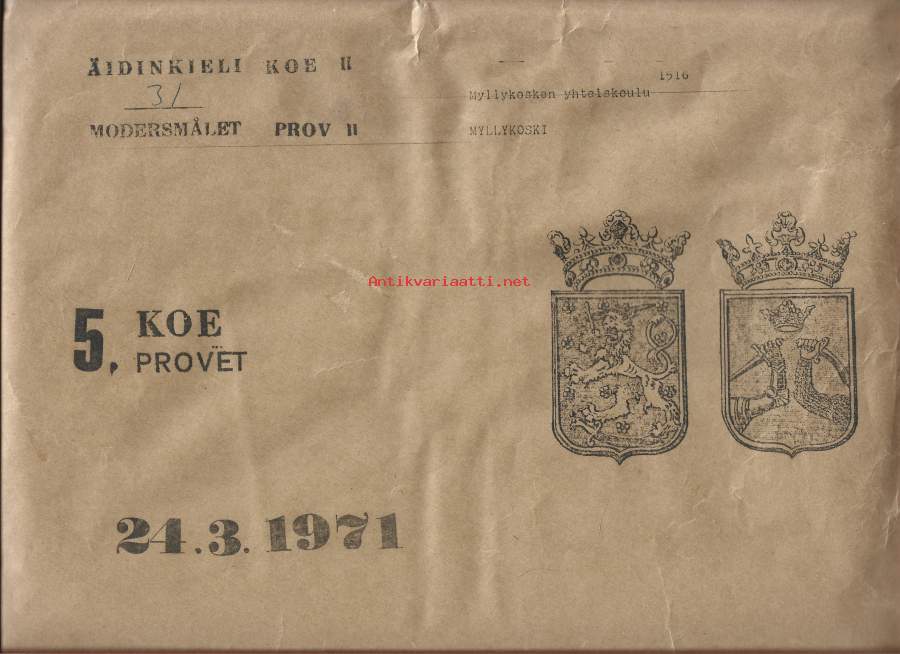 ÄIDINKIELI KOE II
31
MODERSMÅLET PROV II
1916
Myllykosken yhteiskoulu
MYLLYKOSKI
Antikvariaatti.net
5. KOE
PROVET
24.3.1971